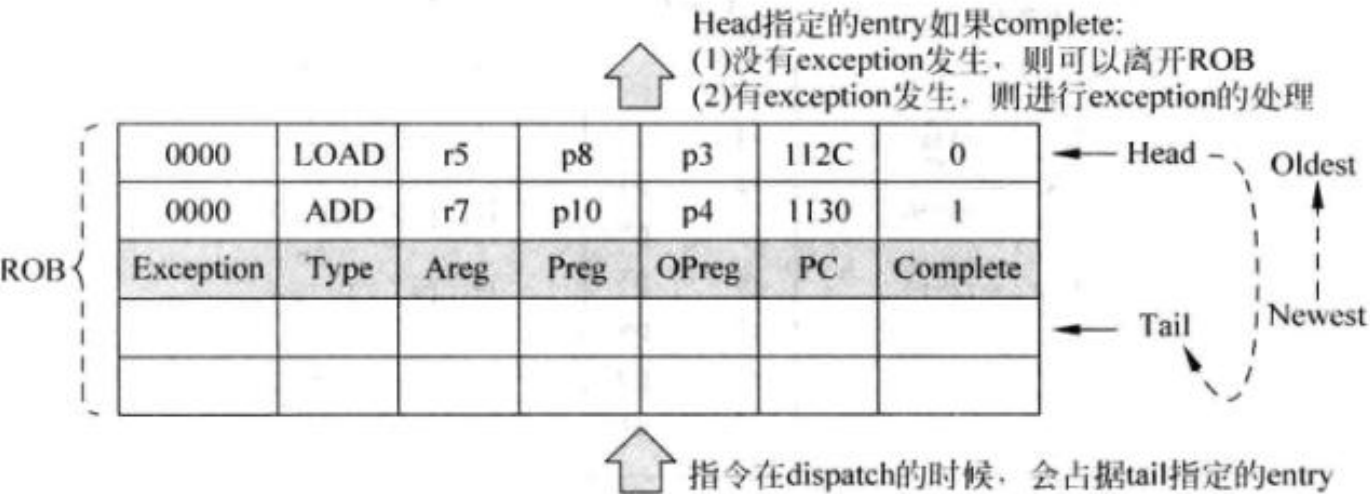 Head指定的entry如果complete:
(1)没有exception发生，则可以离开ROB
(2)有exception发生，则进行exception的处理
0000 LOAD r5 p8 p3 112C 0
Head
Oldest
0000 ADD r7 p10 p4 1130 1
ROB
Exception Type Areg Preg OPreg PC Complete
Tail
Newest
指令在dispatch的时候，会占据tail指定的entry